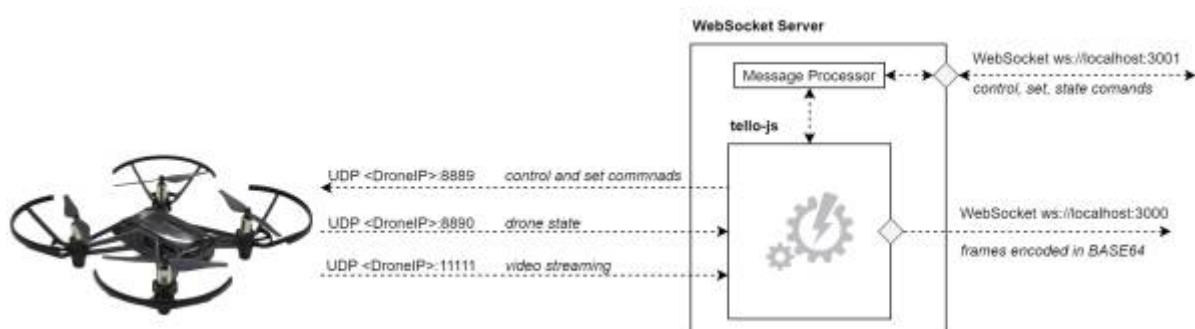 WebSocket Server
WebSocket ws://localhost:3001
Message Processor
control, set, state comands
tello-js
UDP <DroneIP>:8889 control and set commnads
UDP <DroneIP>:8890 drone state
WebSocket ws://localhost:3000
frames encoded in BASE64
UDP <DroneIP>:11111 video streaming